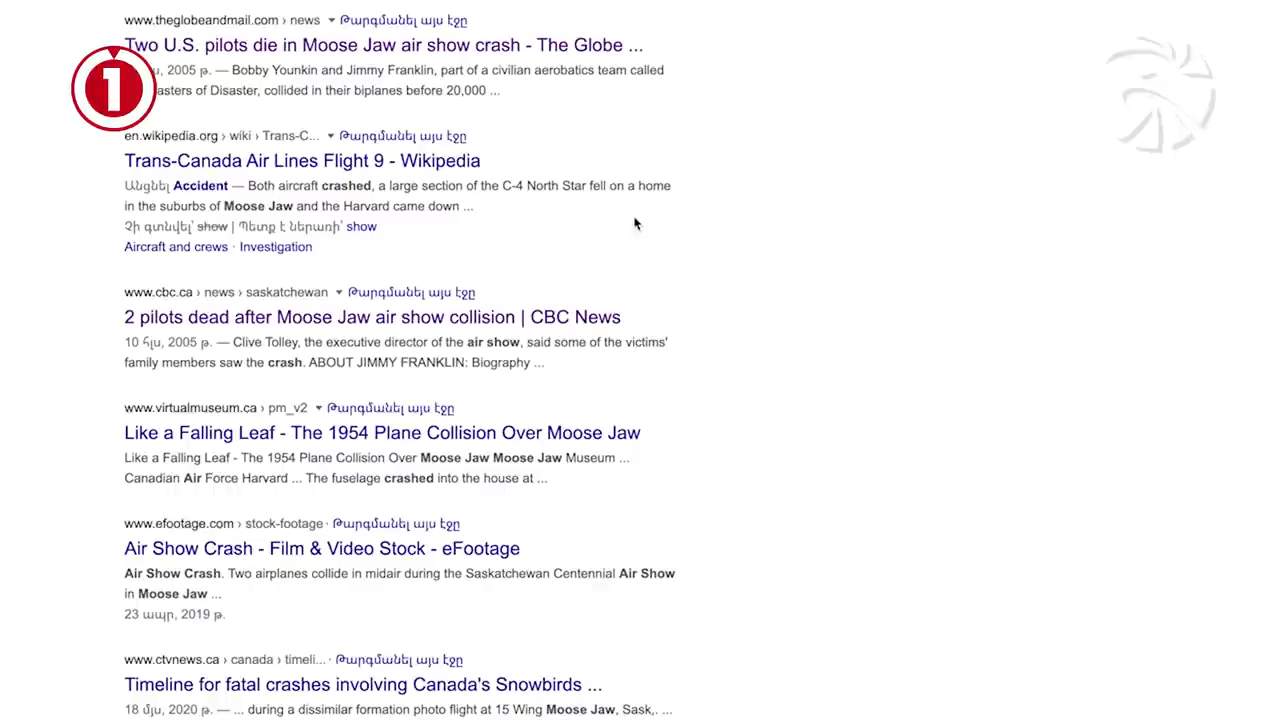 www.theglobeandmail.com › news Թարգմանել այս էջը
Two U.S. pilots die in Moose Jaw air show crash - The Globe ...
2005 թ. — Bobby Younkin and Jimmy Franklin, part of a civilian aerobatics team called
asters of Disaster, collided in their biplanes before 20,000 ...
1
en.wikipedia.org › wiki › Trans-C... Թարգմանել այս էջը
Trans-Canada Air Lines Flight 9 - Wikipedia
Անցնել Accident — Both aircraft crashed, a large section of the C-4 North Star fell on a home
in the suburbs of Moose Jaw and the Harvard came down ...
Չի գտնվել՝ show | Պետք է ներառի՝ show
Aircraft and crews · Investigation
www.cbc.ca › news › saskatchewan Թարգմանել այս էջը
2 pilots dead after Moose Jaw air show collision | CBC News
10 հլս, 2005 թ. — Clive Tolley, the executive director of the air show, said some of the victims'
family members saw the crash. ABOUT JIMMY FRANKLIN: Biography ...
www.virtualmuseum.ca › pm_v2 Թարգմանել այս էջը
Like a Falling Leaf - The 1954 Plane Collision Over Moose Jaw
Like a Falling Leaf - The 1954 Plane Collision Over Moose Jaw Moose Jaw Museum ...
Canadian Air Force Harvard ... The fuselage crashed into the house at ...
www.efootage.com › stock-footage · Թարգմանել այս էջը
Air Show Crash - Film & Video Stock - eFootage
Air Show Crash. Two airplanes collide in midair during the Saskatchewan Centennial Air Show
in Moose Jaw ...
23 ապր, 2019 թ.
www.ctvnews.ca › canada › timeli... · Թարգմանել այս էջը
Timeline for fatal crashes involving Canada's Snowbirds ...
18 մյս, 2020 թ. — ... during a dissimilar formation photo flight at 15 Wing Moose Jaw, Sask,. ...